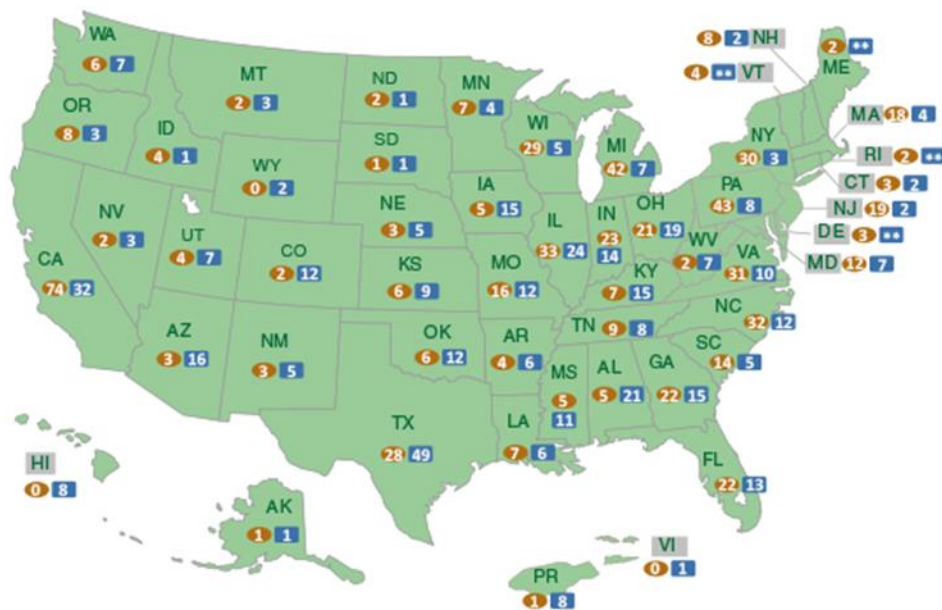 WA
6 7
OR
8 3
ID
4 1
MT
2 3
ND
2 1
MN
7 4
WI
29 5
MI
42 7
8 2 NH
4 ** VT
2 **
ME
MA 18 4
RI 2 **
CT 3 2
NJ 19 2
DE 3 **
MD 12 7
NY
30 3
PA
43 8
SD
1 1
WY
0 2
NV
2 3
UT
4 7
CA
74 32
CO
2 12
NE
3 5
IA
5 15
IL
33 24
IN
23
14
OH
21 19
WV
2 7
VA
31 10
KS
6 9
MO
16 12
KY
7 15
NC
32 12
TN 9 8
SC
14 5
AZ
3 16
NM
3 5
OK
6 12
AR
4 6
MS
5
11
AL
5 21
GA
22 15
TX
28 49
LA
7 6
FL
22 13
HI
0 8
AK
1 1
PR
1 8
VI
0 1